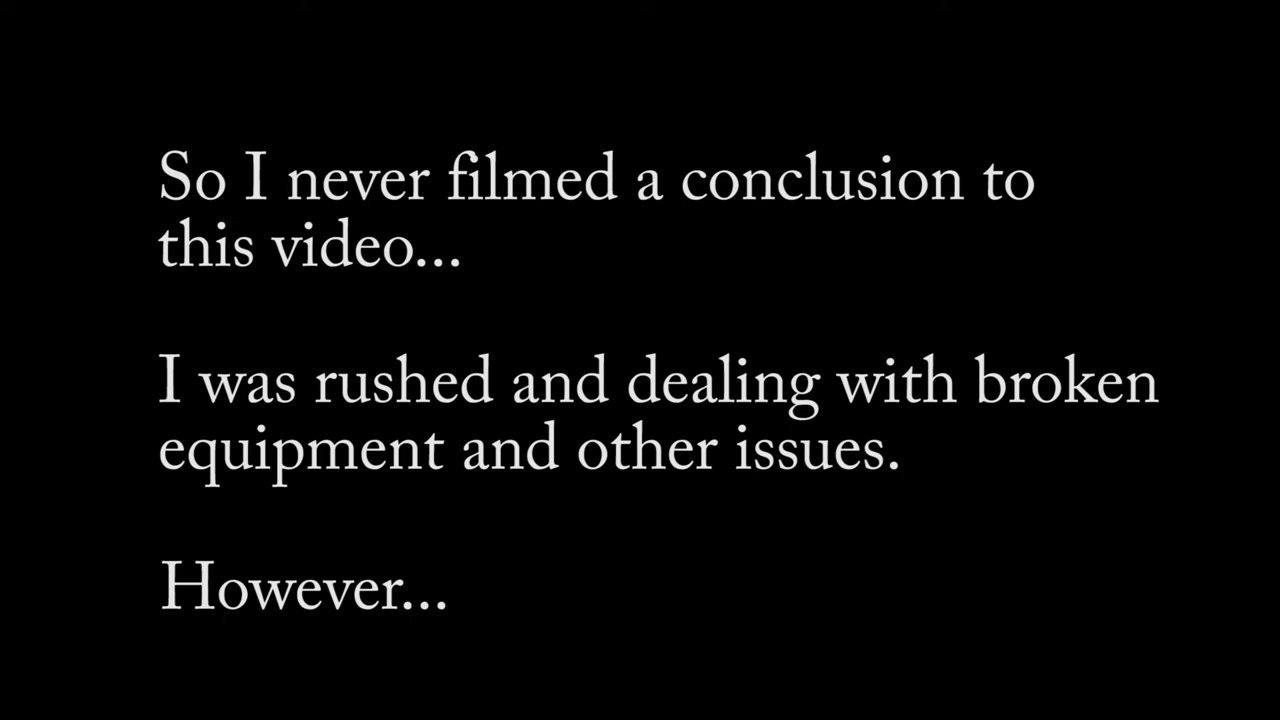 So I never filmed a conclusion to
this video...
I was rushed and dealing with broken
equipment and other issues.
However...